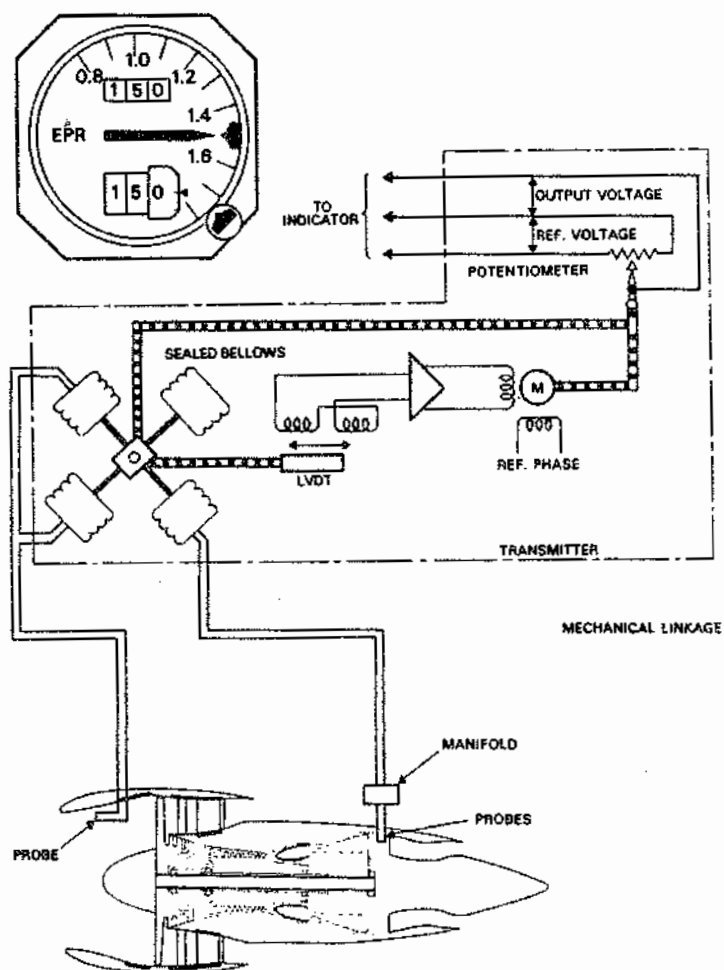 0.8
1.0
1.2
1.4
1.6
1 5 0
EPR
1 5 0
TO
INDICATOR
OUTPUT VOLTAGE
REF. VOLTAGE
POTENTIOMETER
SEALED BELLOWS
M
LVDT
REF. PHASE
TRANSMITTER
MECHANICAL LINKAGE
MANIFOLD
PROBES
PROBE